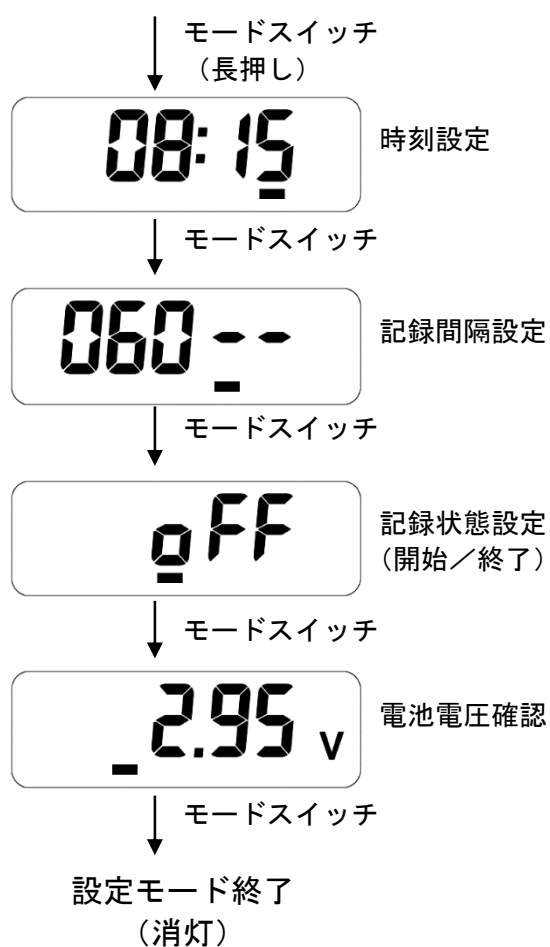 モードスイッチ
（長押し）
08:15
時刻設定
モードスイッチ
060--
記録間隔設定
モードスイッチ
oFF
記録状態設定
（開始／終了）
モードスイッチ
2.95 V
電池電圧確認
モードスイッチ
設定モード終了
（消灯）